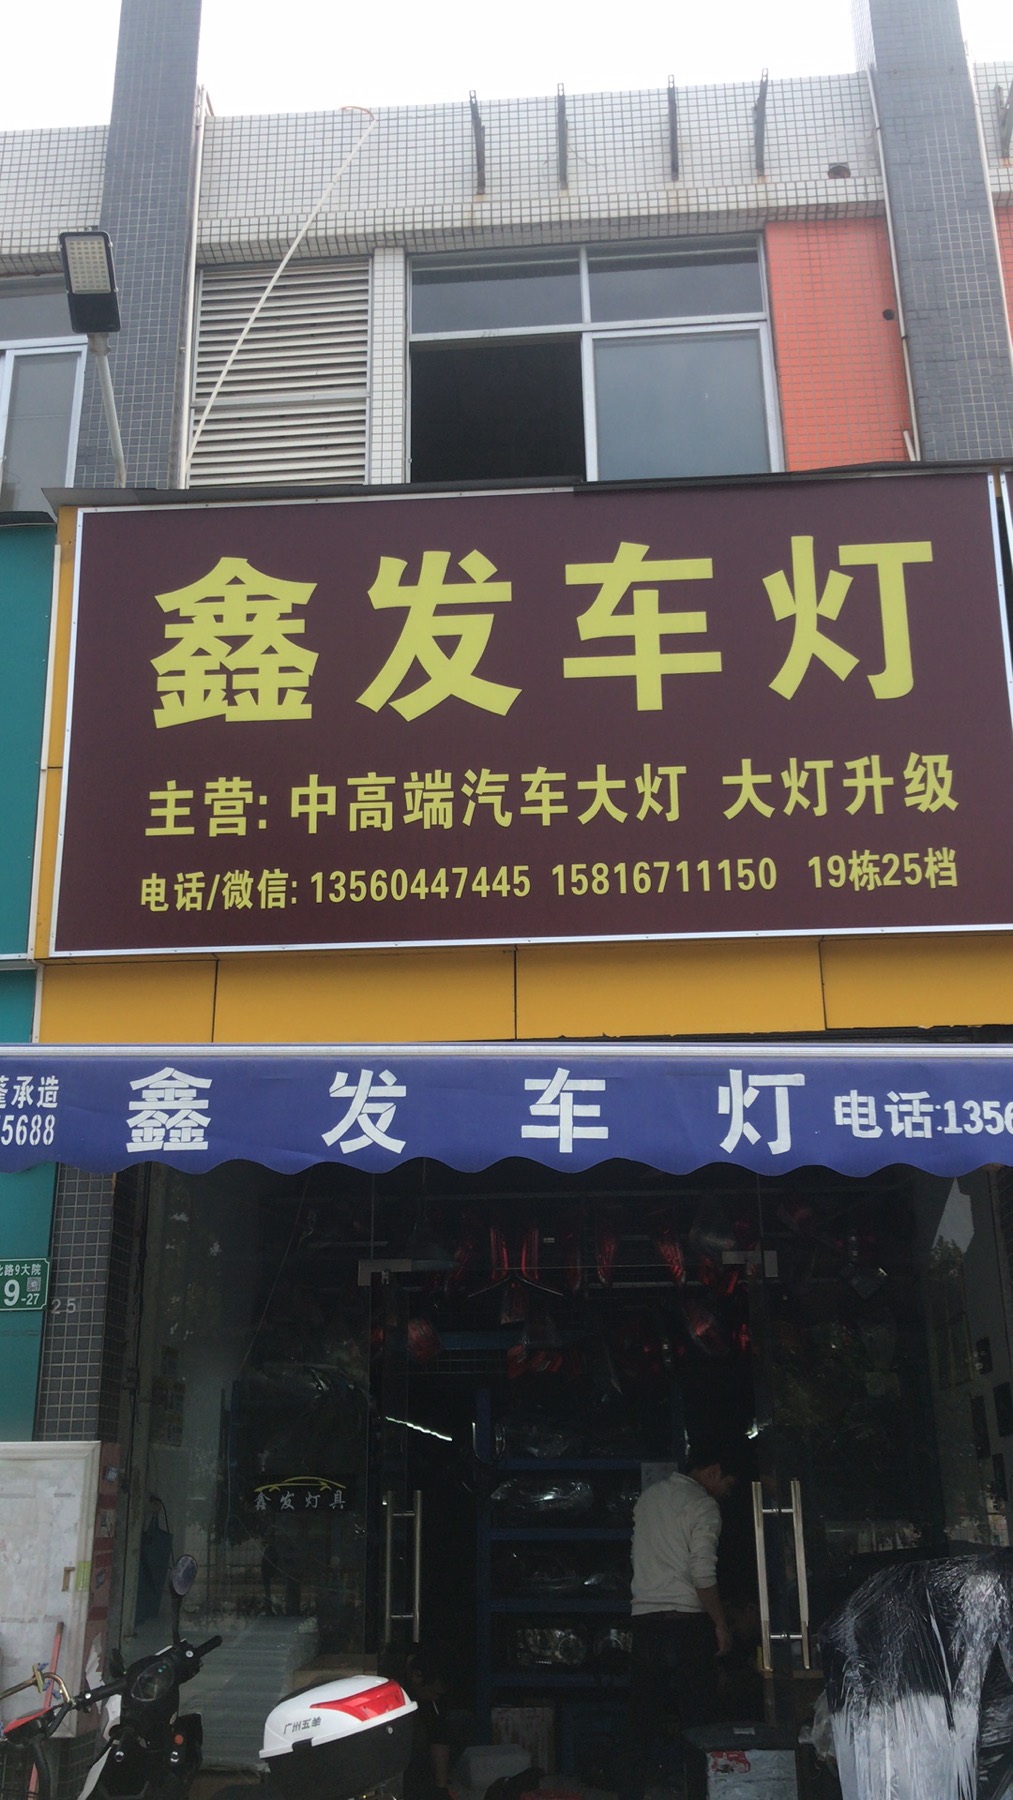 鑫发车灯
主营: 中高端汽车大灯 大灯升级
电话/微信: 13560447445 15816711150 19栋25档
篷承造
5688
鑫发车灯 电话:1356
北路9大院
9-27
25
鑫发灯具
广州五羊